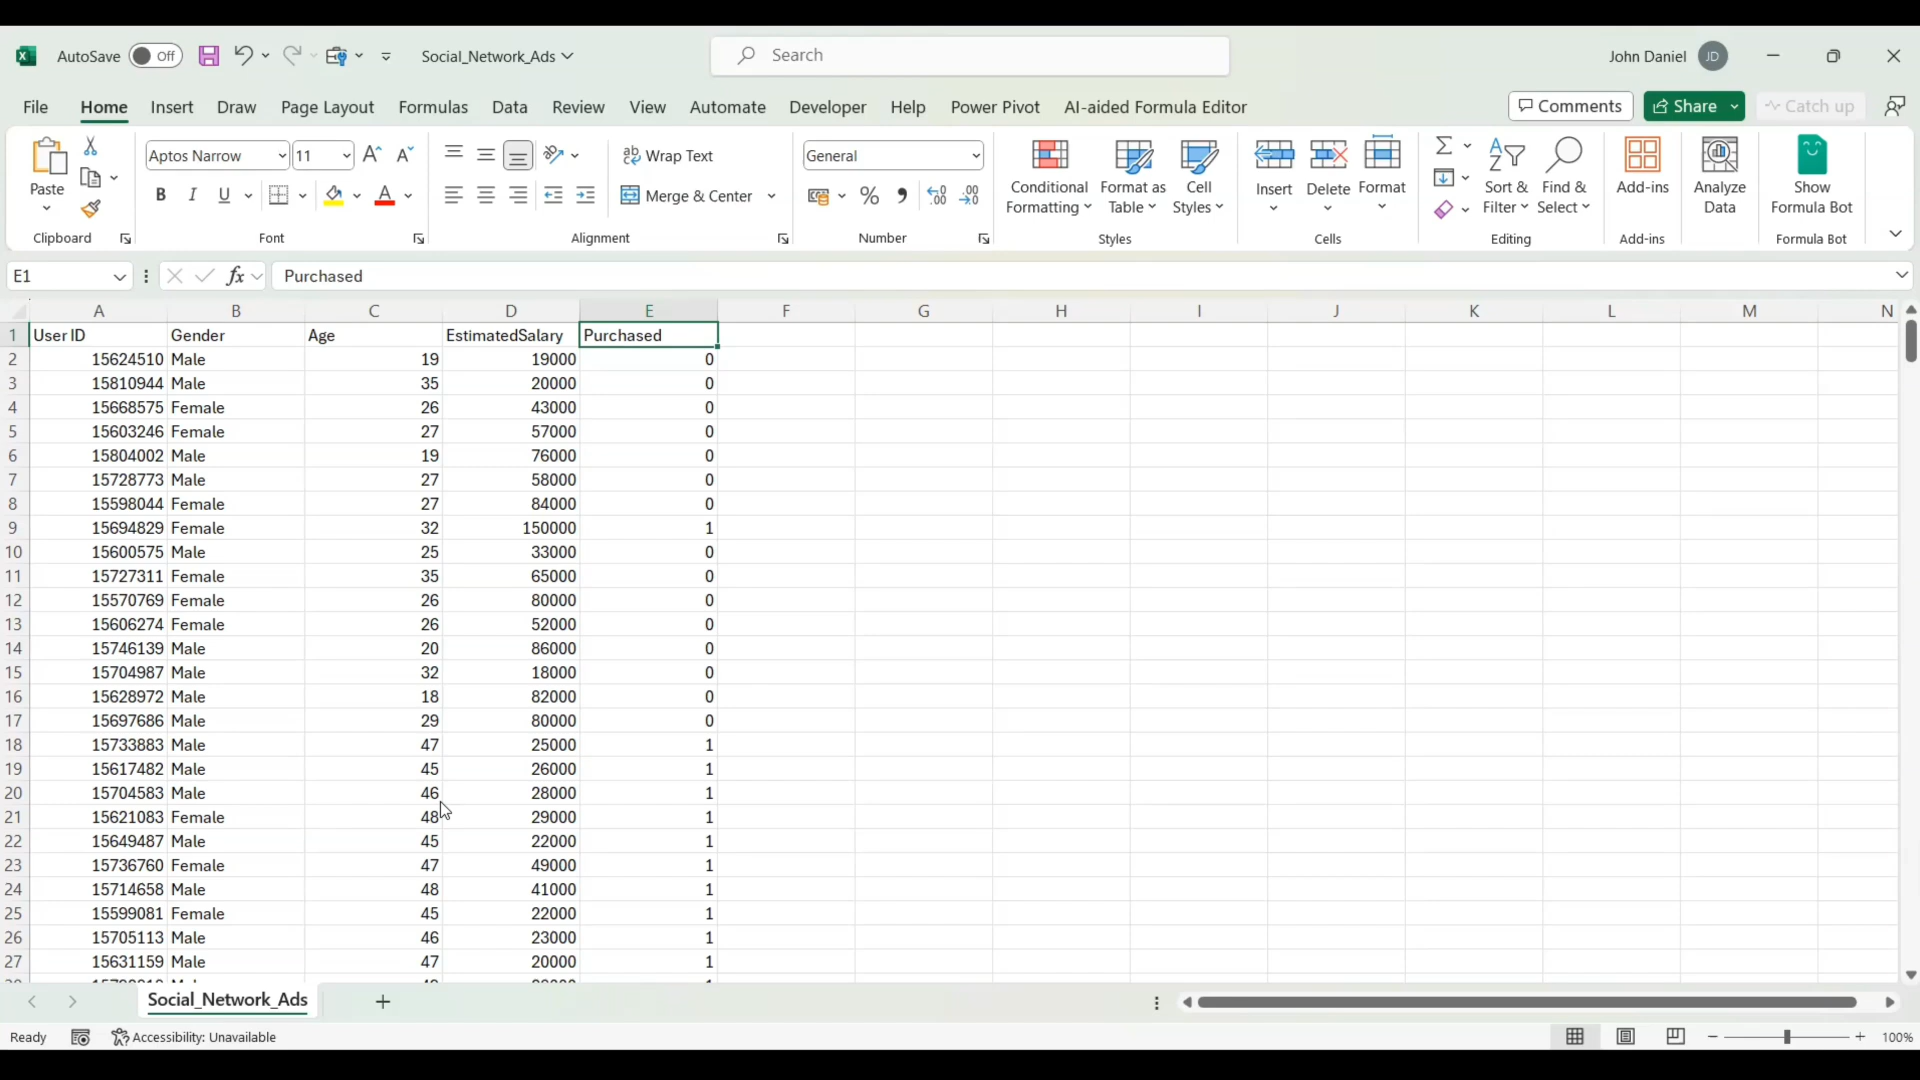 AutoSave Off Social_Network_Ads Search John Daniel JD
File Home Insert Draw Page Layout Formulas Data Review View Automate Developer Help Power Pivot AI-aided Formula Editor Comments Share Catch up
Paste Aptos Narrow 11 Wrap Text General Conditional Formatting Format as Table Cell Styles Insert Delete Format Sort & Filter Find & Select Add-ins Analyze Data Show Formula Bot
B I U Merge & Center % 
Clipboard Font Alignment Number Styles Cells Editing Add-ins Formula Bot
E1 fx Purchased
A B C D E F G H I J K L M N
1 User ID Gender Age EstimatedSalary Purchased
2 15624510 Male 19 19000 0
3 15810944 Male 35 20000 0
4 15668575 Female 26 43000 0
5 15603246 Female 27 57000 0
6 15804002 Male 19 76000 0
7 15728773 Male 27 58000 0
8 15598044 Female 27 84000 0
9 15694829 Female 32 150000 1
10 15600575 Male 25 33000 0
11 15727311 Female 35 65000 0
12 15570769 Female 26 80000 0
13 15606274 Female 26 52000 0
14 15746139 Male 20 86000 0
15 15704987 Male 32 18000 0
16 15628972 Male 18 82000 0
17 15697686 Male 29 80000 0
18 15733883 Male 47 25000 1
19 15617482 Male 45 26000 1
20 15704583 Male 46 28000 1
21 15621083 Female 48 29000 1
22 15649487 Male 45 22000 1
23 15736760 Female 47 49000 1
24 15714658 Male 48 41000 1
25 15599081 Female 45 22000 1
26 15705113 Male 46 23000 1
27 15631159 Male 47 20000 1
Social_Network_Ads
Ready Accessibility: Unavailable 100%